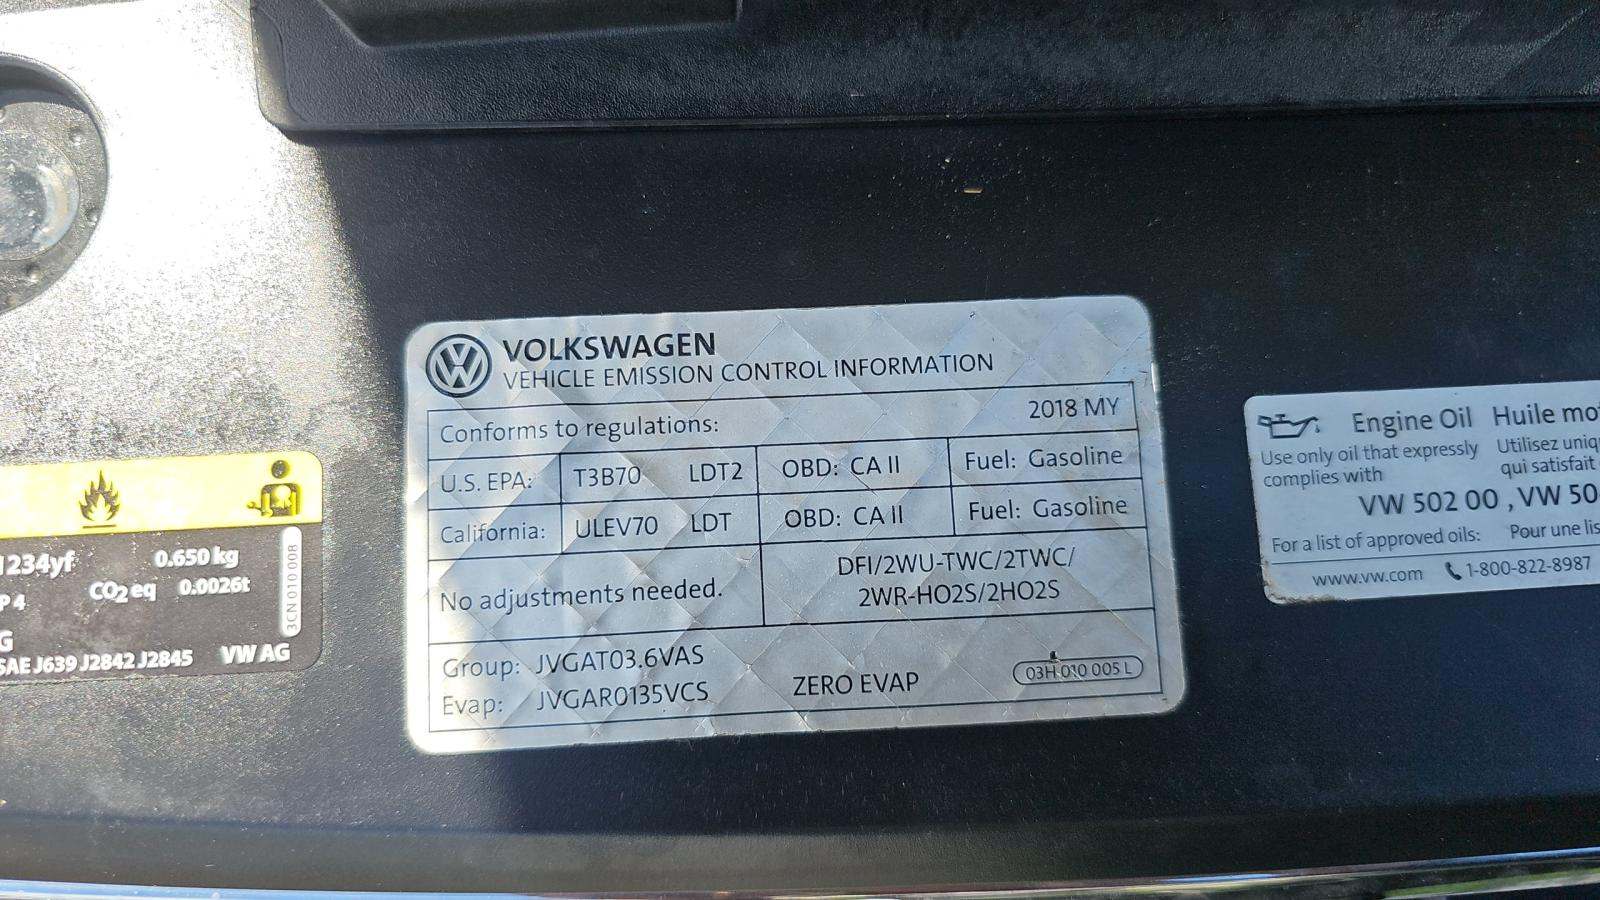 1234yf 0.650 kg
P 4 CO2 eq 0.0026t
G
SAE J639 J2842 J2845 VW AG
3CN 010 008
VOLKSWAGEN
VEHICLE EMISSION CONTROL INFORMATION
Conforms to regulations: 2018 MY
U.S. EPA: T3B70 LDT2 OBD: CA II Fuel: Gasoline
California: ULEV70 LDT OBD: CA II Fuel: Gasoline
No adjustments needed.
DFI/2WU-TWC/2TWC/
2WR-HO2S/2HO2S
Group: JVGAT03.6VAS
Evap: JVGAR0135VCS ZERO EVAP 03H 010 005 L
Engine Oil Huile mot
Use only oil that expressly
complies with
Utilisez uniq
qui satisfait
VW 502 00 , VW 50
For a list of approved oils: Pour une lis
www.vw.com 1-800-822-8987